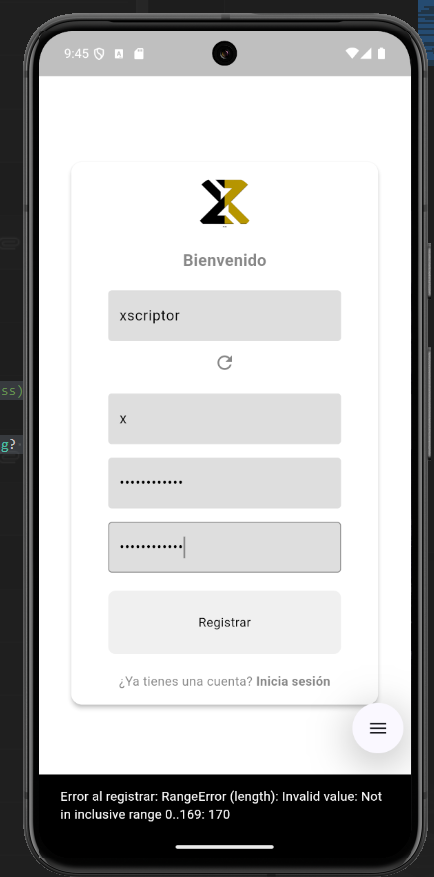 9:45
Bienvenido
xscriptor
x
••••••••••••
••••••••••••
Registrar
¿Ya tienes una cuenta? Inicia sesión
Error al registrar: RangeError (length): Invalid value: Not
in inclusive range 0..169: 170
ss)
g?